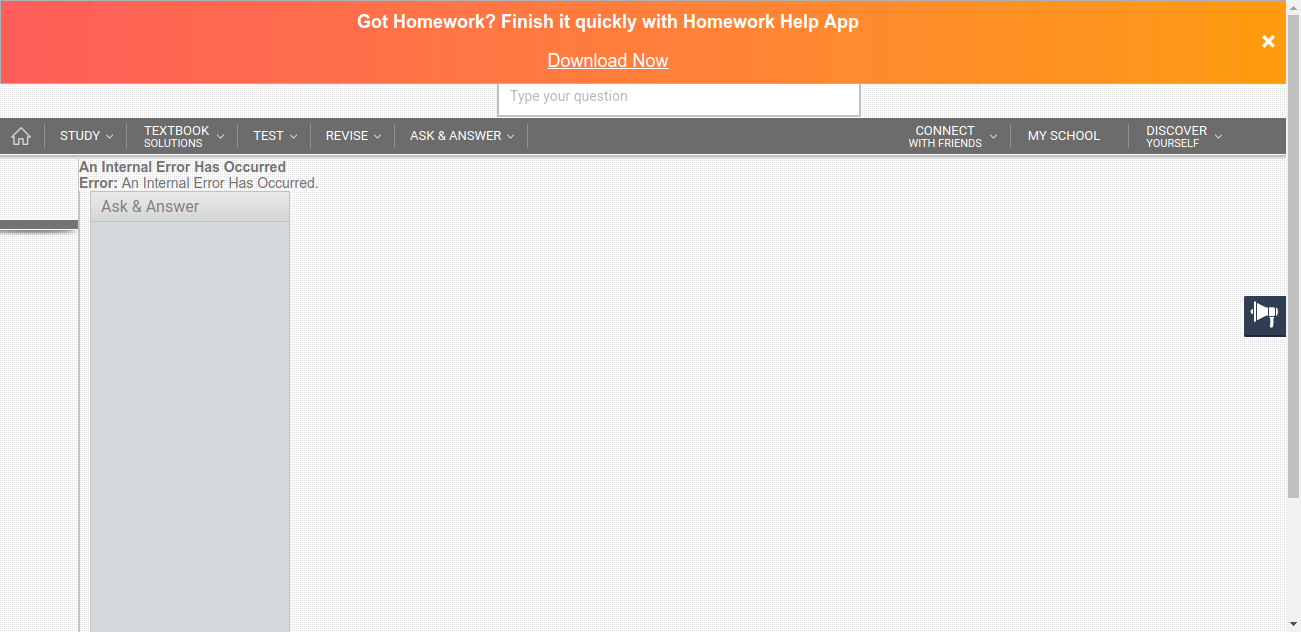 Got Homework? Finish it quickly with Homework Help App
Download Now
Type your question
STUDY
TEXTBOOK
SOLUTIONS
TEST
REVISE
ASK & ANSWER
CONNECT
WITH FRIENDS
MY SCHOOL
DISCOVER
YOURSELF
An Internal Error Has Occurred
Error: An Internal Error Has Occurred.
Ask & Answer